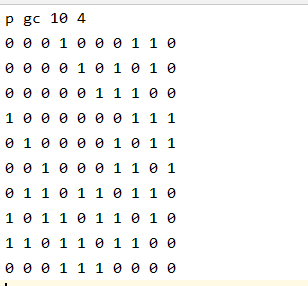 p gc 10 4
0 0 0 1 0 0 0 1 1 0
0 0 0 0 1 0 1 0 1 0
0 0 0 0 0 1 1 1 0 0
1 0 0 0 0 0 0 1 1 1
0 1 0 0 0 0 1 0 1 1
0 0 1 0 0 0 1 1 0 1
0 1 1 0 1 1 0 1 1 0
1 0 1 1 0 1 1 0 1 0
1 1 0 1 1 0 1 1 0 0
0 0 0 1 1 1 0 0 0 0